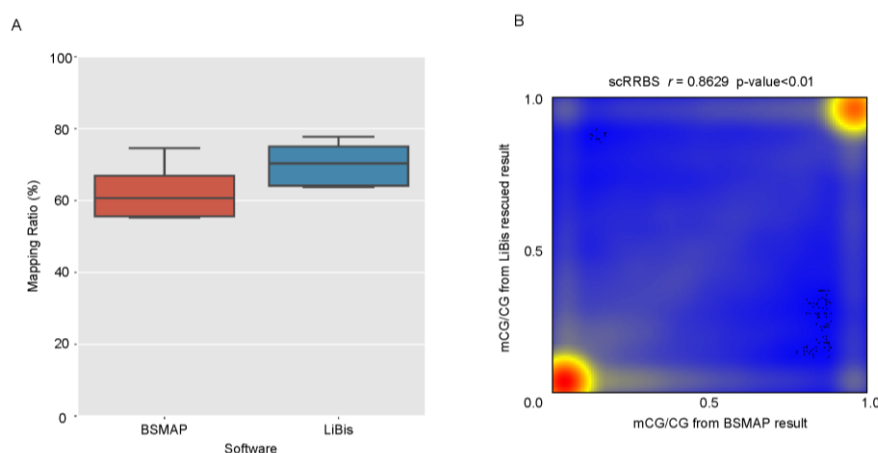 A
100
80
60
40
20
0
Mapping Ratio (%)
BSMAP
LiBis
Software
B
scRRBS r = 0.8629 p-value<0.01
1.0
0.5
0.0
mCG/CG from LiBis rescued result
0.5
1.0
mCG/CG from BSMAP result